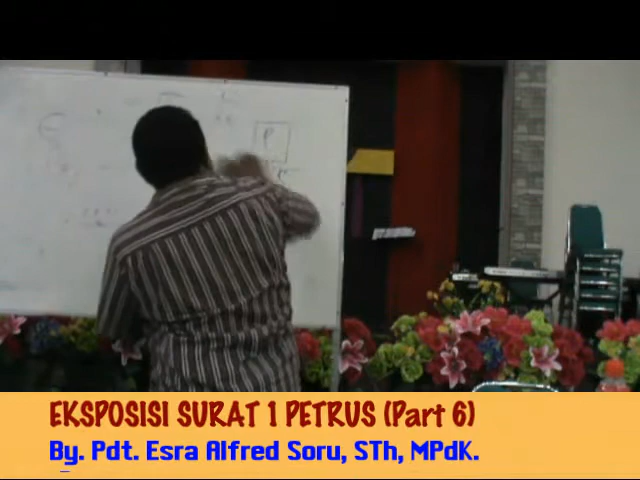 P
EKSPOSISI SURAT 1 PETRUS (Part 6)
By. Pdt. Esra Alfred Soru, STh, MPdK.